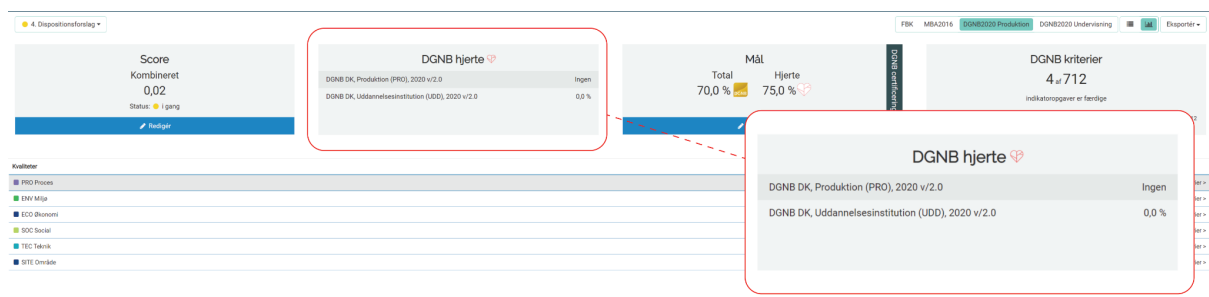 4. Dispositionsforslag
FBK MBA2016 DGNB2020 Produktion DGNB2020 Undervisning Eksportér
Score
Kombineret
0,02
Status: i gang
Redigér
DGNB hjerte
DGNB DK, Produktion (PRO), 2020 v/2.0 Ingen
DGNB DK, Uddannelsesinstitution (UDD), 2020 v/2.0 0,0 %
Mål
Total Hjerte
70,0 % 75,0 %
DGNB certificering
DGNB kriterier
4 af 712
indikatoropgaver er færdige
12
DGNB hjerte
DGNB DK, Produktion (PRO), 2020 v/2.0 Ingen
DGNB DK, Uddannelsesinstitution (UDD), 2020 v/2.0 0,0 %
Kvaliteter
PRO Proces
ENV Miljø
ECO Økonomi
SOC Social
TEC Teknik
SITE Område